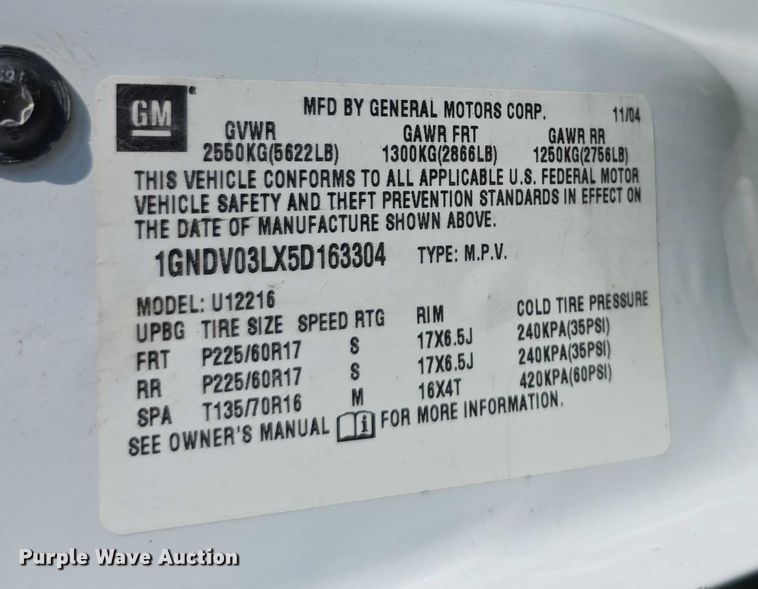 GM
MFD BY GENERAL MOTORS CORP. 11/04
GVWR GAWR FRT GAWR RR
2550KG(5622LB) 1300KG(2866LB) 1250KG(2756LB)
THIS VEHICLE CONFORMS TO ALL APPLICABLE U.S. FEDERAL MOTOR
VEHICLE SAFETY AND THEFT PREVENTION STANDARDS IN EFFECT ON
THE DATE OF MANUFACTURE SHOWN ABOVE.
1GNDV03LX5D163304 TYPE: M.P.V.
MODEL: U12216
UPBG TIRE SIZE SPEED RTG RIM COLD TIRE PRESSURE
FRT P225/60R17 S 17X6.5J 240KPA(35PSI)
RR P225/60R17 S 17X6.5J 240KPA(35PSI)
SPA T135/70R16 M 16X4T 420KPA(60PSI)
SEE OWNER'S MANUAL i FOR MORE INFORMATION.
Purple Wave Auction